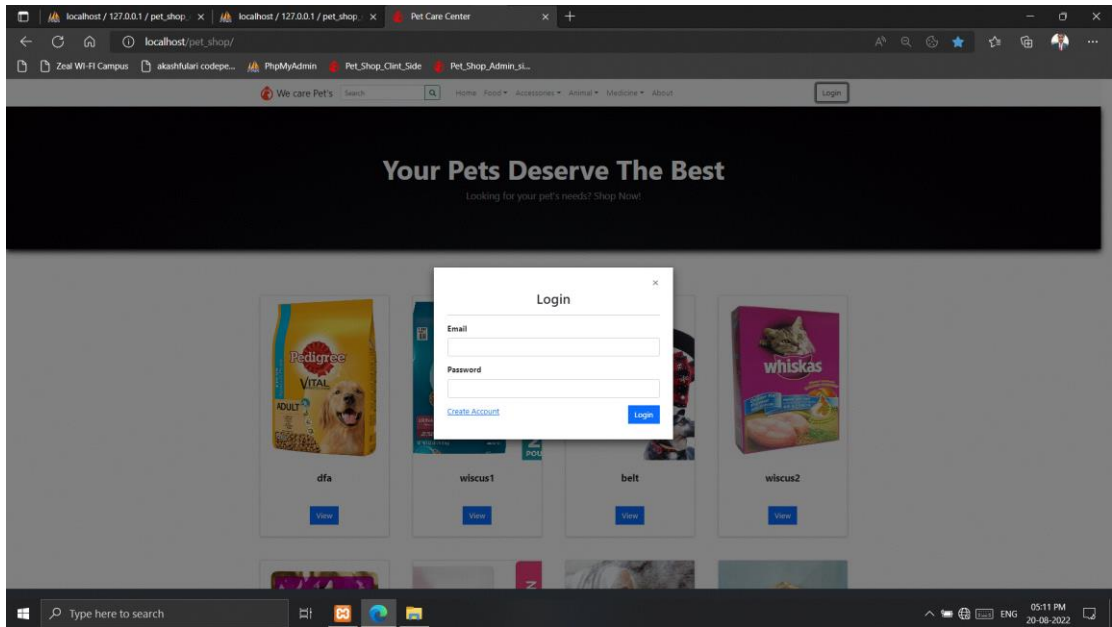 localhost / 127.0.0.1 / pet_shop
localhost / 127.0.0.1 / pet_shop
Pet Care Center
localhost/pet_shop/
Zeal WI-FI Campus
akashfulari codepe...
PhpMyAdmin
Pet_Shop_Clint_Side
Pet_Shop_Admin_si...
We care Pet's
Search
Home Food Accessories Animal Medicine About
Login
Your Pets Deserve The Best
Looking for your pet's needs? Shop Now!
Login
Email
Password
Create Account
Login
Pedigree
VITAL
ADULT
POU
whiskas
dfa
wiscus1
belt
wiscus2
View
View
View
View
Type here to search
ENG
05:11 PM
20-08-2022